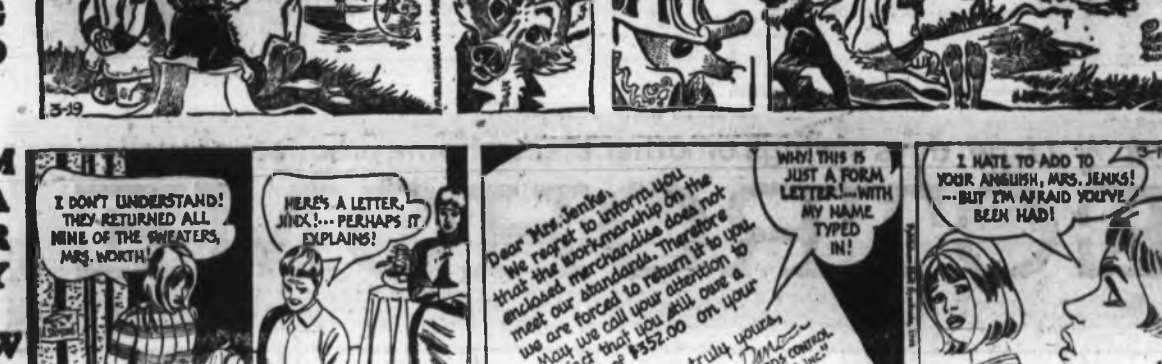 3-19
M
A
R
Y
W
I DON'T UNDERSTAND!
THEY RETURNED ALL
NINE OF THE SWEATERS,
MRS. WORTH!
HERE'S A LETTER,
JINX!... PERHAPS IT
EXPLAINS!
Dear Mrs. Jenks,
We regret to inform you
that the workmanship on the
enclosed merchandise does not
meet our standards. Therefore
we are forced to return it to you.
May we call your attention to
fact that you still owe a
of $352.00 on your
truly yours,
CONTROL
INC."
WHY! THIS IS
JUST A FORM
LETTER!...WITH
MY NAME
TYPED
IN!
I HATE TO ADD TO
YOUR ANGUISH, MRS. JENKS!
...BUT I'M AFRAID YOU'VE
BEEN HAD!